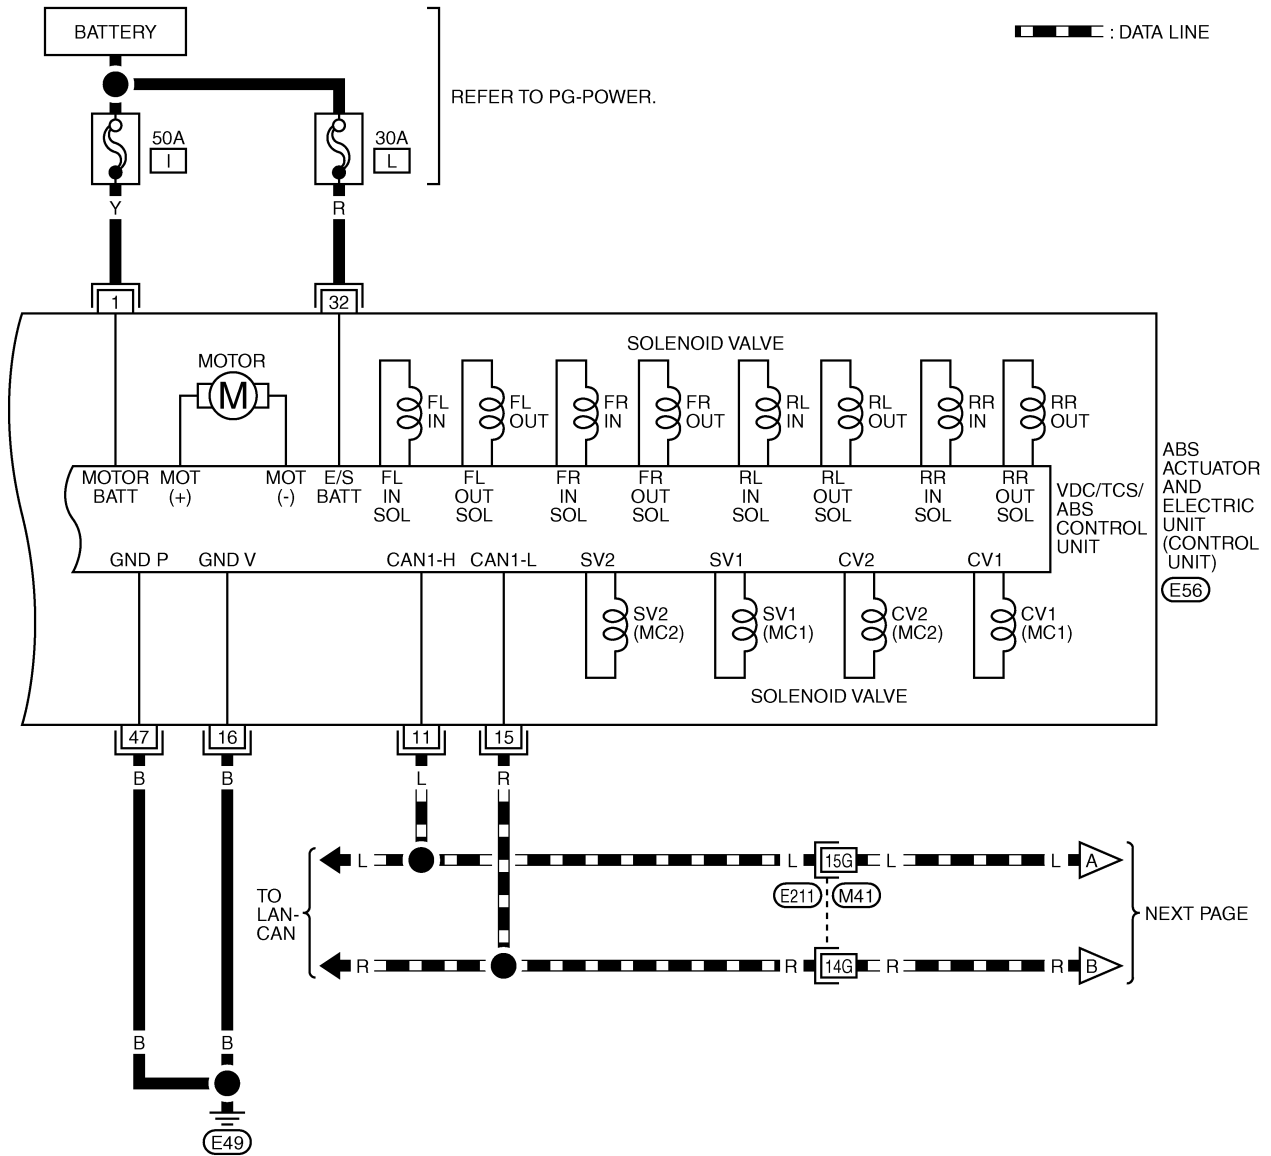 BATTERY
: DATA LINE
REFER TO PG-POWER.
50A
I
30A
L
Y
R
1
32
SOLENOID VALVE
MOTOR
M
FL
IN
FL
OUT
FR
IN
FR
OUT
RL
IN
RL
OUT
RR
IN
RR
OUT
MOTOR
BATT
MOT
(+)
MOT
(-)
E/S
BATT
FL
IN
SOL
FL
OUT
SOL
FR
IN
SOL
FR
OUT
SOL
RL
IN
SOL
RL
OUT
SOL
RR
IN
SOL
RR
OUT
SOL
VDC/TCS/
ABS
CONTROL
UNIT
ABS
ACTUATOR
AND
ELECTRIC
UNIT
(CONTROL
UNIT)
E56
GND P
GND V
CAN1-H
CAN1-L
SV2
SV1
CV2
CV1
SV2
(MC2)
SV1
(MC1)
CV2
(MC2)
CV1
(MC1)
SOLENOID VALVE
47
16
11
15
B
B
L
R
L
L
15G
L
L
A
E211
M41
TO
LAN-
CAN
NEXT PAGE
R
R
14G
R
R
B
B
B
E49